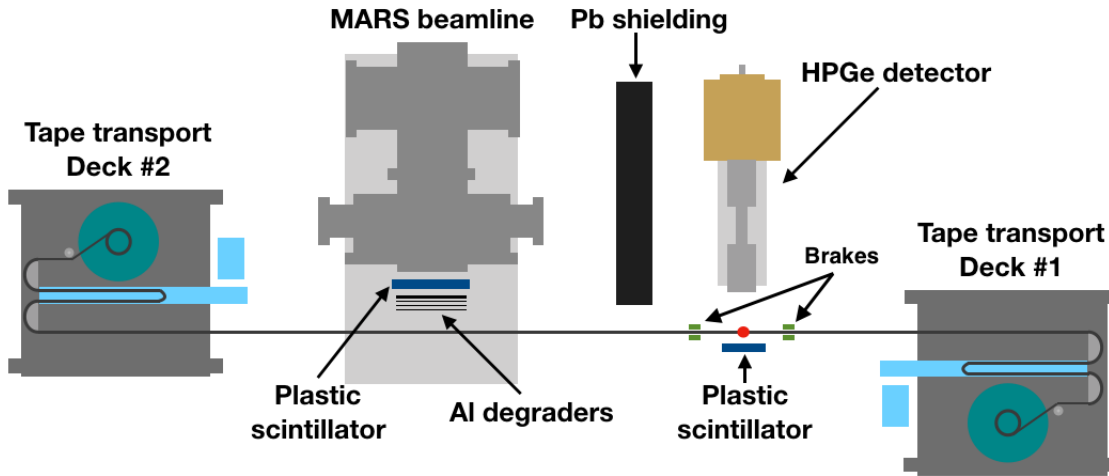 MARS beamline
Pb shielding
HPGe detector
Tape transport
Deck #2
Tape transport
Deck #1
Brakes
Plastic
scintillator
Al degraders
Plastic
scintillator